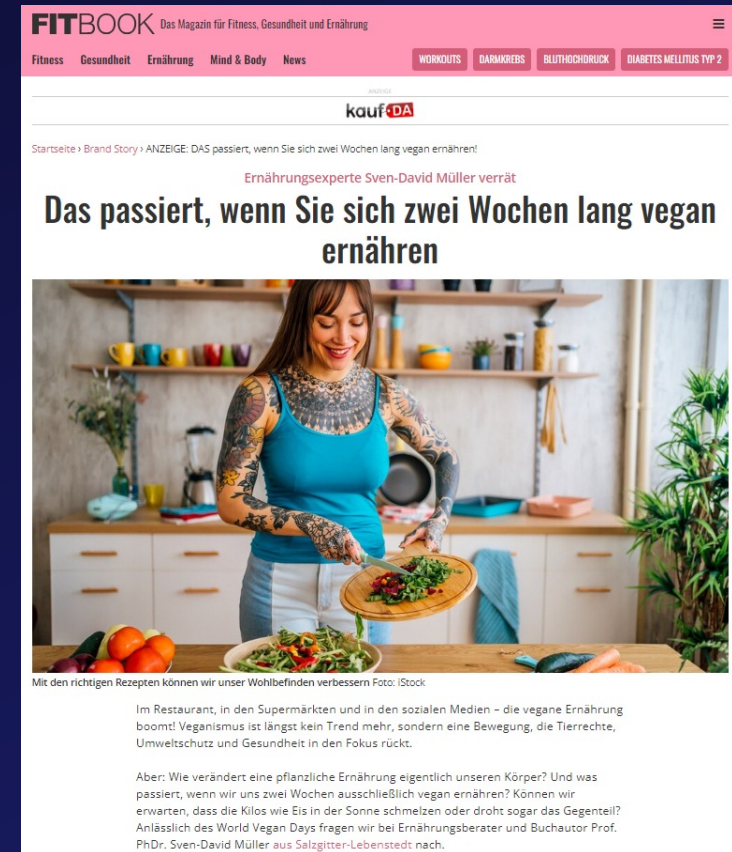 FITBOOK Das Magazin für Fitness, Gesundheit und Ernährung
Fitness Gesundheit Ernährung Mind & Body News WORKOUTS DARMKREBS BLUTHOCHDRUCK DIABETES MELLITUS TYP 2
ANZEIGE
kaufDA
Startseite › Brand Story › ANZEIGE: DAS passiert, wenn Sie sich zwei Wochen lang vegan ernähren!
Ernährungsexperte Sven-David Müller verrät
Das passiert, wenn Sie sich zwei Wochen lang vegan
ernähren
Mit den richtigen Rezepten können wir unser Wohlbefinden verbessern Foto: iStock
Im Restaurant, in den Supermärkten und in den sozialen Medien – die vegane Ernährung
boomt! Veganismus ist längst kein Trend mehr, sondern eine Bewegung, die Tierrechte,
Umweltschutz und Gesundheit in den Fokus rückt.
Aber: Wie verändert eine pflanzliche Ernährung eigentlich unseren Körper? Und was
passiert, wenn wir uns zwei Wochen ausschließlich vegan ernähren? Können wir
erwarten, dass die Kilos wie Eis in der Sonne schmelzen oder droht sogar das Gegenteil?
Anlässlich des World Vegan Days fragen wir bei Ernährungsberater und Buchautor Prof.
PhDr. Sven-David Müller aus Salzgitter-Lebenstedt nach.